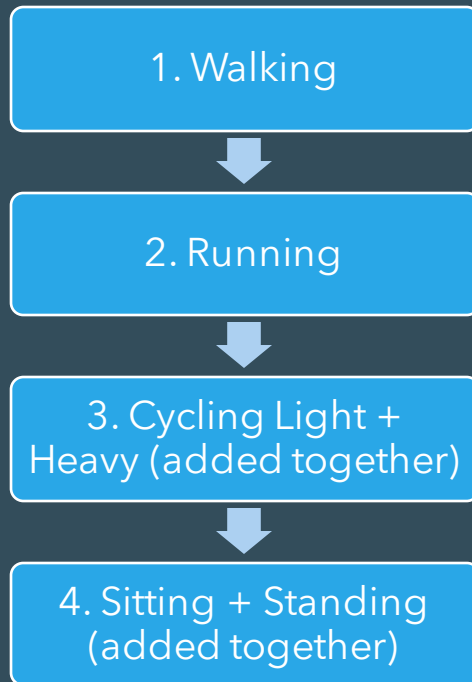 1. Walking
2. Running
3. Cycling Light +
Heavy (added together)
4. Sitting + Standing
(added together)